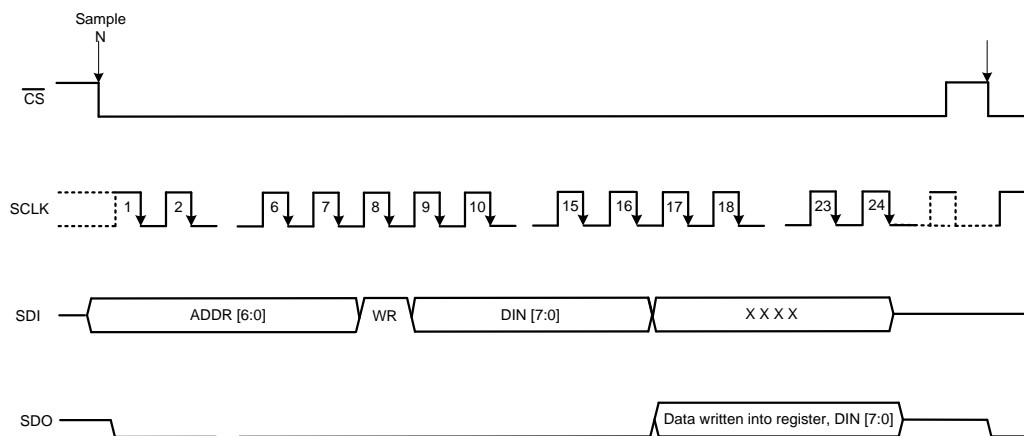 Sample
N
CS
SCLK
1 2 6 7 8 9 10 15 16 17 18 23 24
SDI
ADDR [6:0] WR DIN [7:0] X X X X
SDO
Data written into register, DIN [7:0]